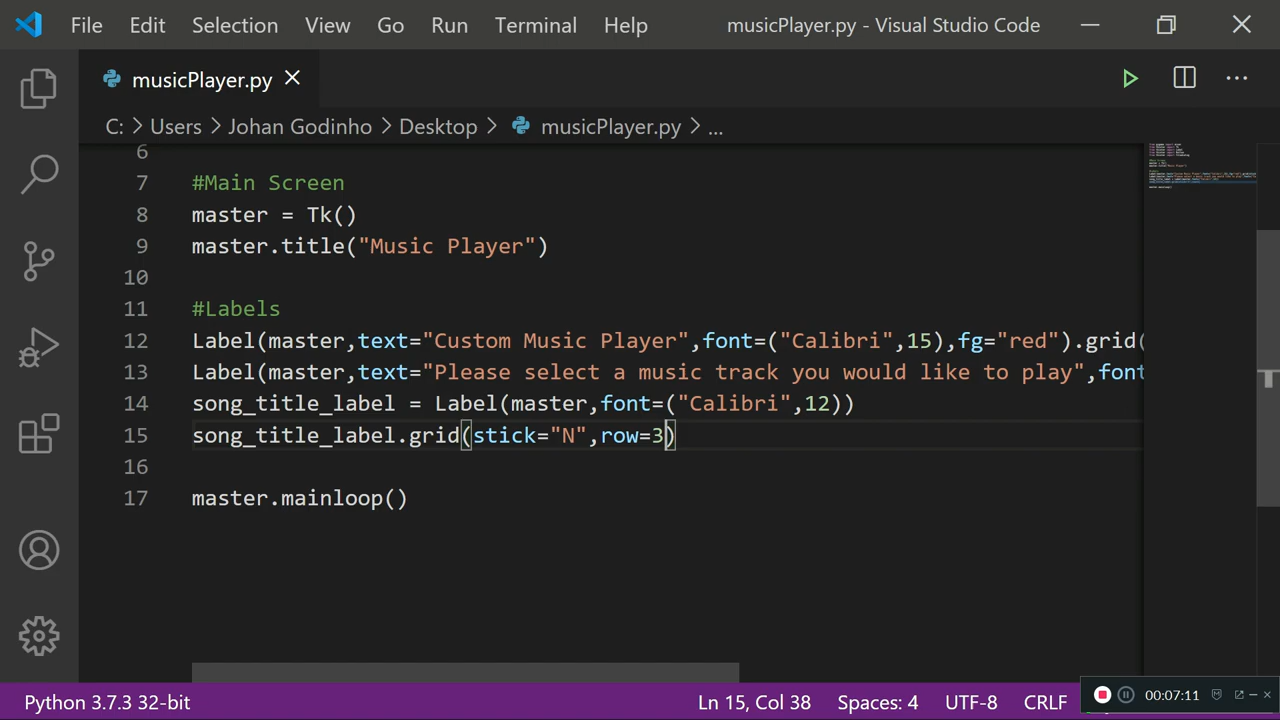 File Edit Selection View Go Run Terminal Help musicPlayer.py - Visual Studio Code
musicPlayer.py
C: > Users > Johan Godinho > Desktop > musicPlayer.py > ...
6
7 #Main Screen
8 master = Tk()
9 master.title("Music Player")
10
11 #Labels
12 Label(master,text="Custom Music Player",font=("Calibri",15),fg="red").grid(
13 Label(master,text="Please select a music track you would like to play",font
14 song_title_label = Label(master,font=("Calibri",12))
15 song_title_label.grid(stick="N",row=3)
16
17 master.mainloop()
Python 3.7.3 32-bit Ln 15, Col 38 Spaces: 4 UTF-8 CRLF 00:07:11